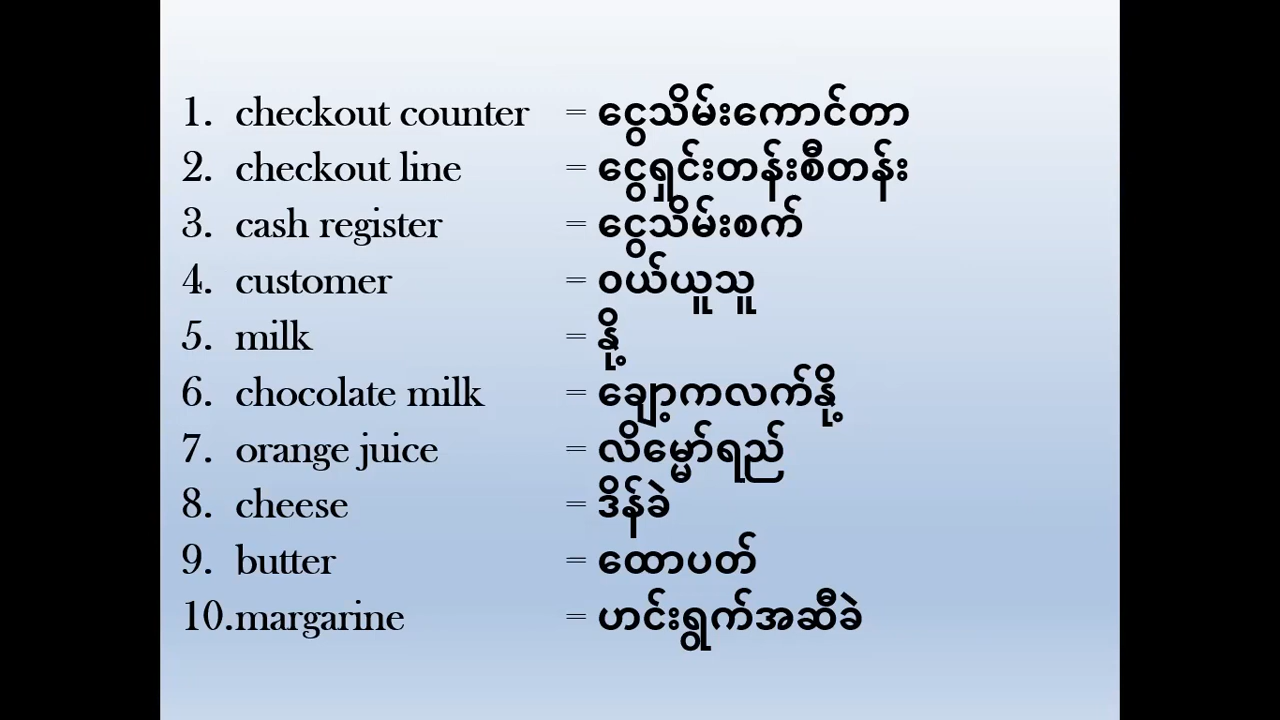 1. checkout counter = ငွေသိမ်းကောင်တာ
2. checkout line = ငွေရှင်းတန်းစီတန်း
3. cash register = ငွေသိမ်းစက်
4. customer = ဝယ်ယူသူ
5. milk = နို့
6. chocolate milk = ချော့ကလက်နို့
7. orange juice = လိမ္မော်ရည်
8. cheese = ဒိန်ခဲ
9. butter = ထောပတ်
10. margarine = ဟင်းရွက်အဆီခဲ